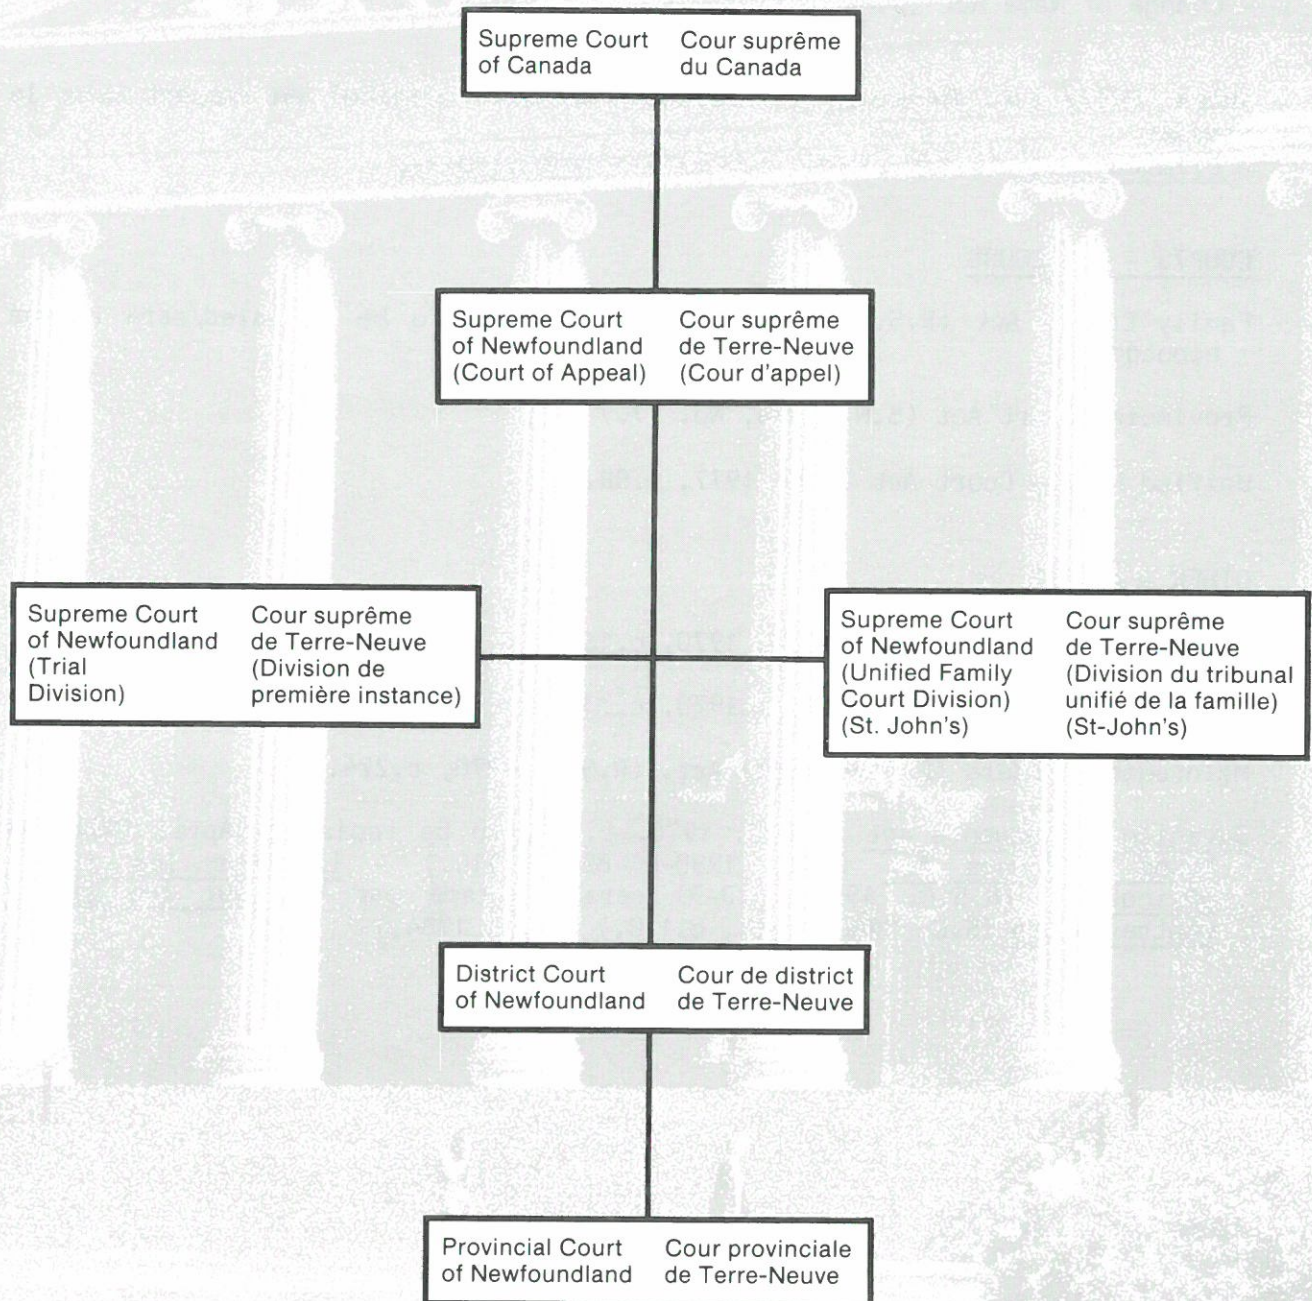 Supreme Court
of Canada
Cour suprême
du Canada
Supreme Court
of Newfoundland
(Court of Appeal)
Cour suprême
de Terre-Neuve
(Cour d'appel)
Supreme Court
of Newfoundland
(Trial
Division)
Cour suprême
de Terre-Neuve
(Division de
première instance)
Supreme Court
of Newfoundland
(Unified Family
Court Division)
(St. John's)
Cour suprême
de Terre-Neuve
(Division du tribunal
unifié de la famille)
(St-John's)
District Court
of Newfoundland
Cour de district
de Terre-Neuve
Provincial Court
of Newfoundland
Cour provinciale
de Terre-Neuve